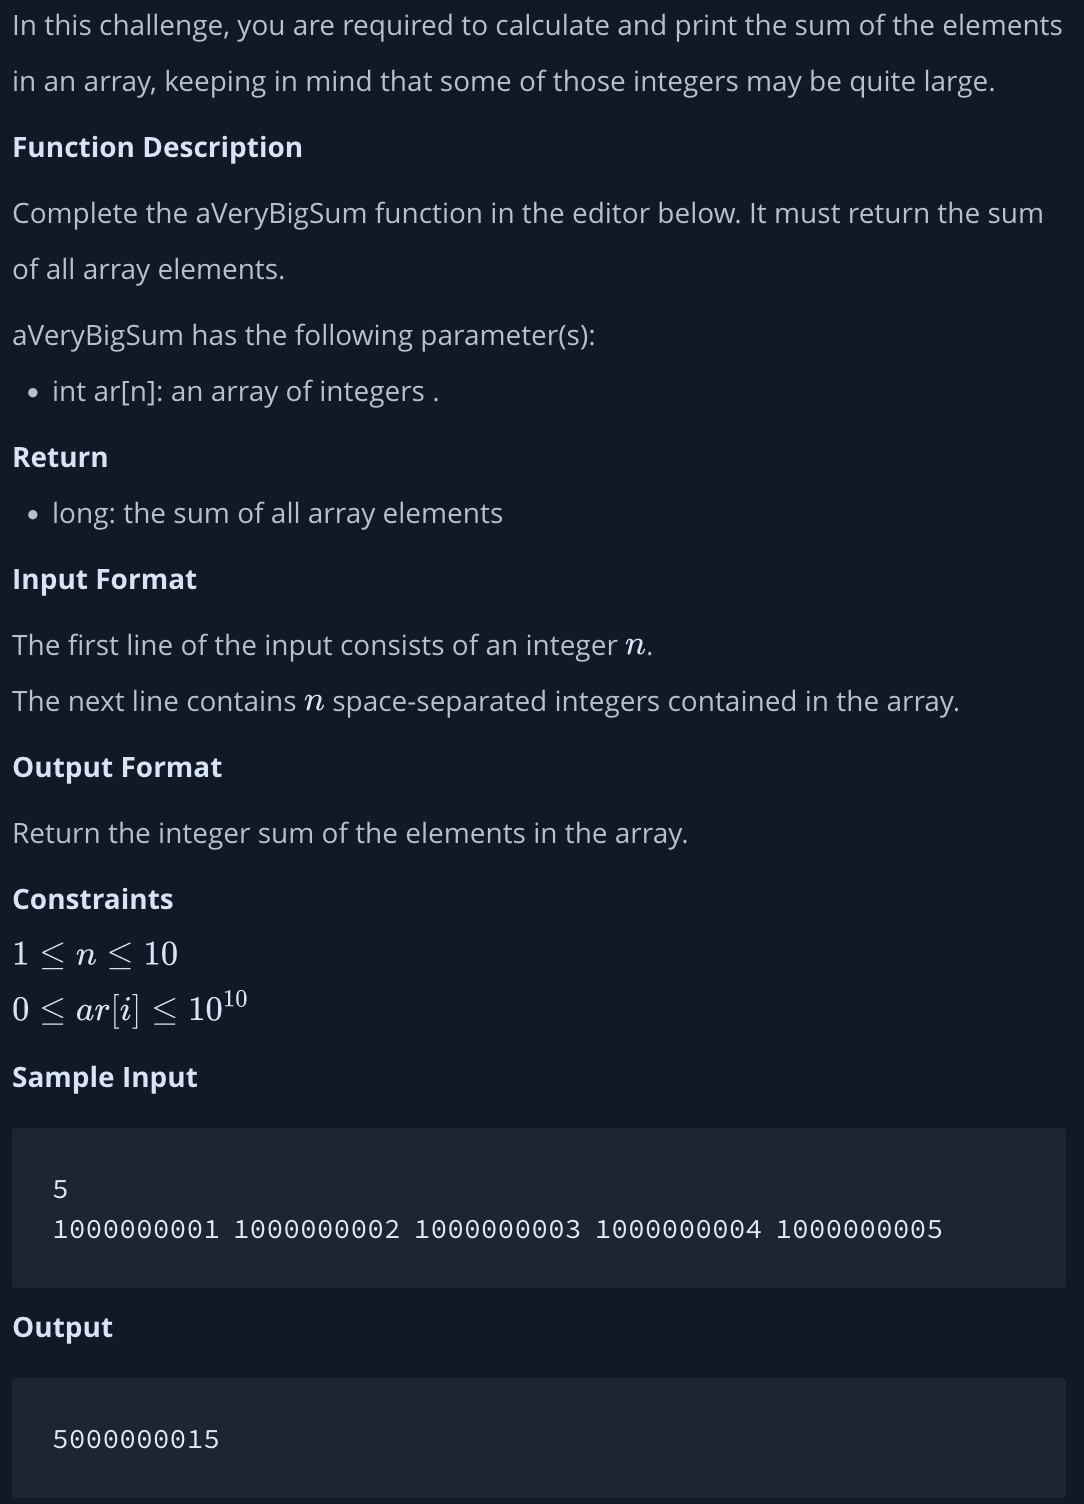 In this challenge, you are required to calculate and print the sum of the elements
in an array, keeping in mind that some of those integers may be quite large.
Function Description
Complete the aVeryBigSum function in the editor below. It must return the sum
of all array elements.
aVeryBigSum has the following parameter(s):
• int ar[n]: an array of integers .
Return
• long: the sum of all array elements
Input Format
The first line of the input consists of an integer n.
The next line contains n space-separated integers contained in the array.
Output Format
Return the integer sum of the elements in the array.
Constraints
1 ≤ n ≤ 10
0 ≤ ar[i] ≤ 10¹⁰
Sample Input
5
1000000001 1000000002 1000000003 1000000004 1000000005
Output
5000000015